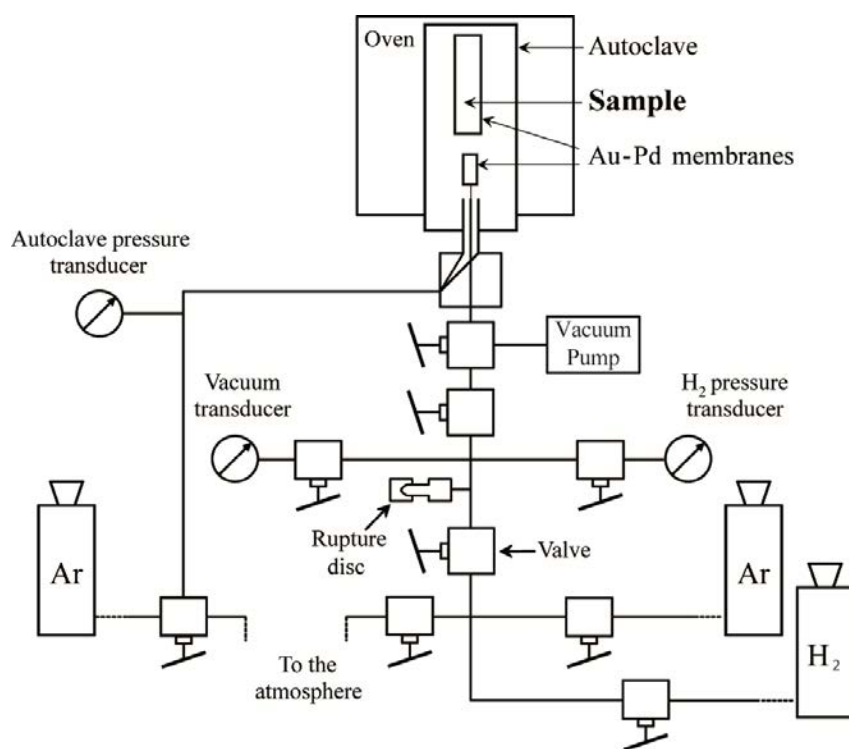 Oven
Autoclave
Sample
Au-Pd membranes
Autoclave pressure
transducer
Vacuum
Pump
Vacuum
transducer
H₂ pressure
transducer
Rupture
disc
Valve
Ar
Ar
H₂
To the
atmosphere